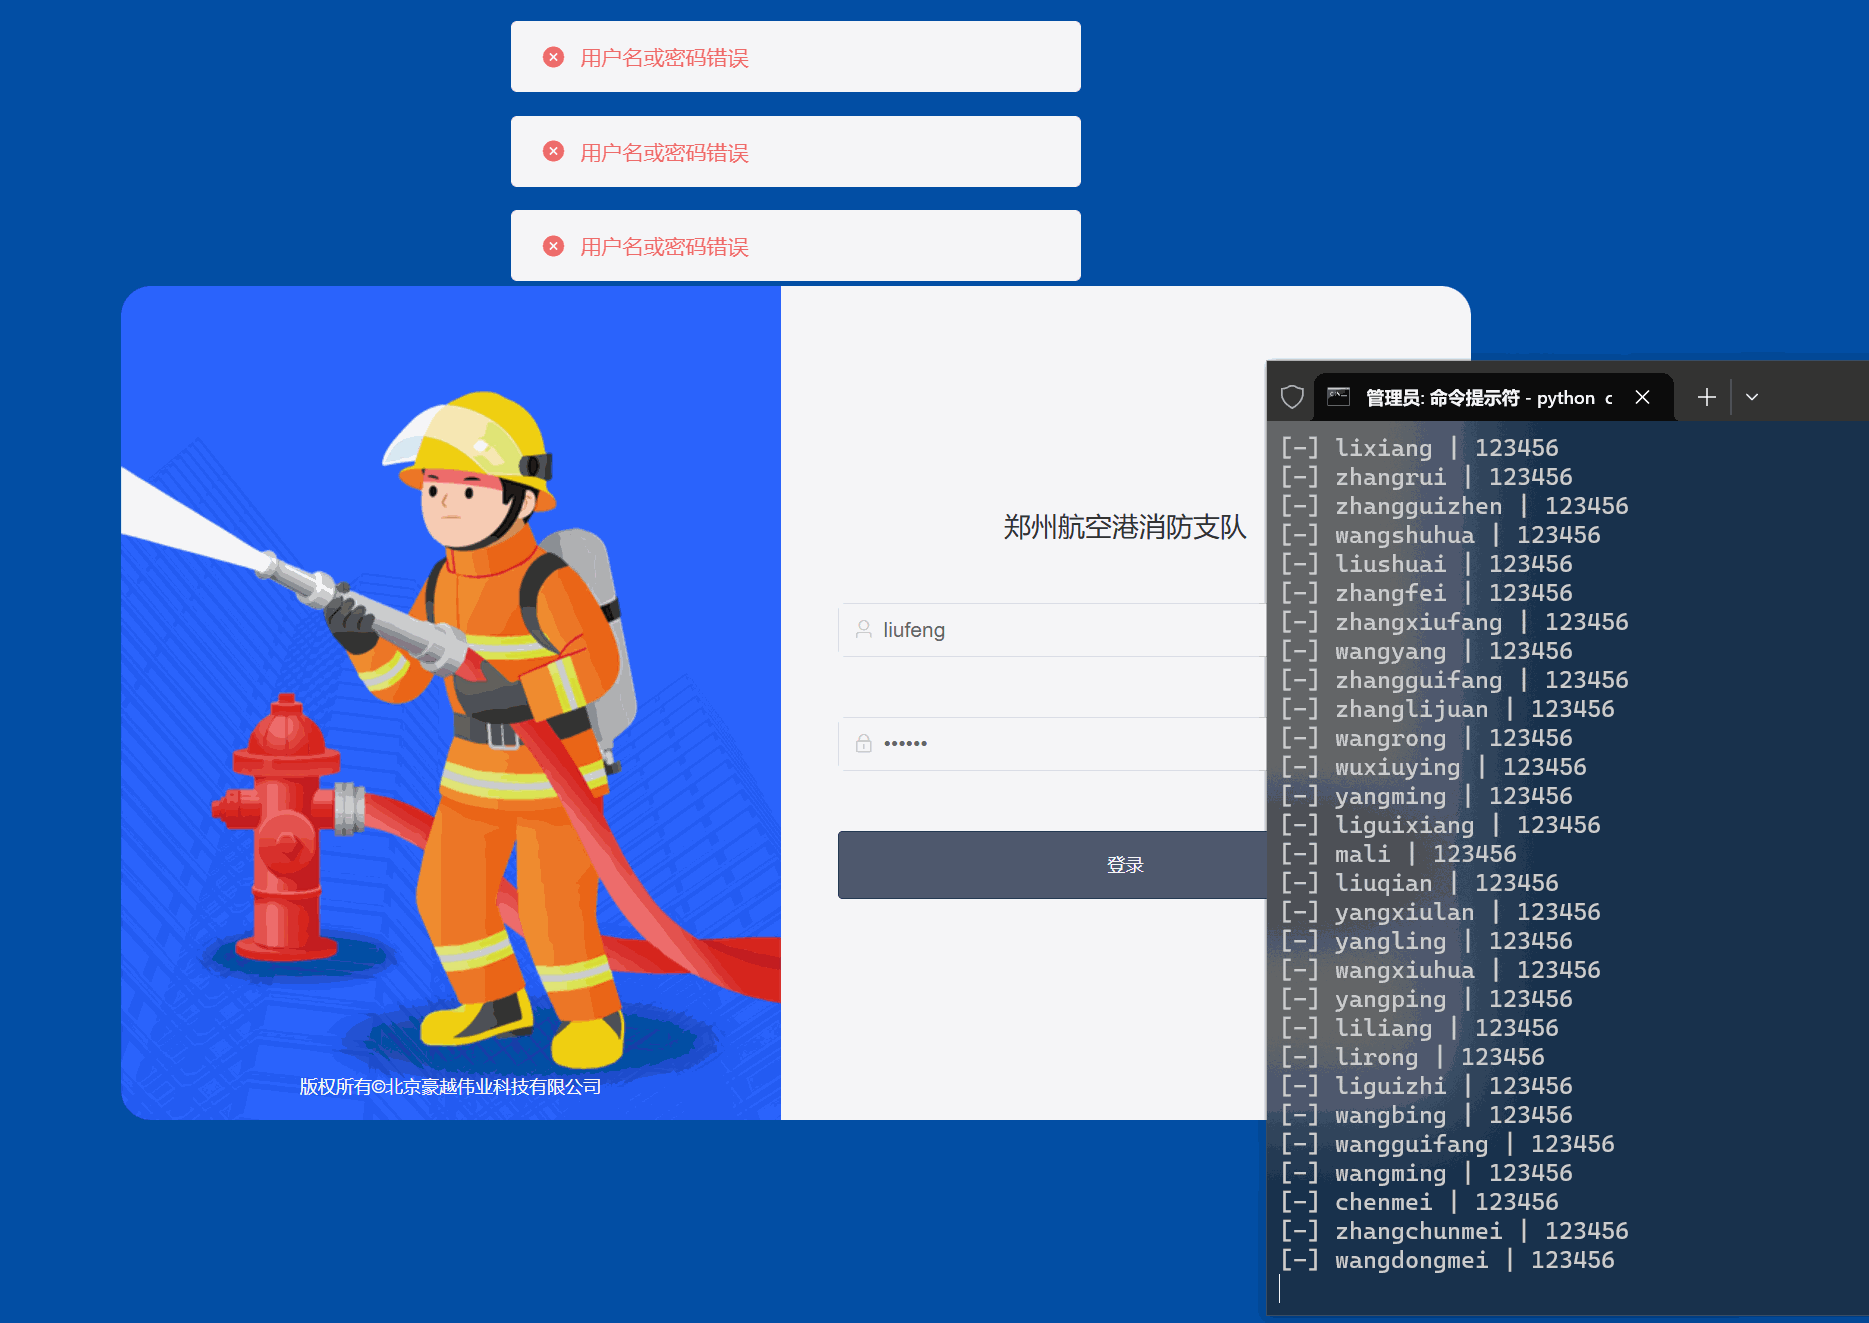 用户名或密码错误
用户名或密码错误
用户名或密码错误
郑州航空港消防支队
liufeng
••••••
登录
版权所有©北京豪越伟业科技有限公司
管理员: 命令提示符 - python c
[-] lixiang | 123456
[-] zhangrui | 123456
[-] zhangguizhen | 123456
[-] wangshuhua | 123456
[-] liushuai | 123456
[-] zhangfei | 123456
[-] zhangxiufang | 123456
[-] wangyang | 123456
[-] zhangguifang | 123456
[-] zhanglijuan | 123456
[-] wangrong | 123456
[-] wuxiuying | 123456
[-] yangming | 123456
[-] liguixiang | 123456
[-] mali | 123456
[-] liuqian | 123456
[-] yangxiulan | 123456
[-] yangling | 123456
[-] wangxiuhua | 123456
[-] yangping | 123456
[-] liliang | 123456
[-] lirong | 123456
[-] liguizhi | 123456
[-] wangbing | 123456
[-] wangguifang | 123456
[-] wangming | 123456
[-] chenmei | 123456
[-] zhangchunmei | 123456
[-] wangdongmei | 123456